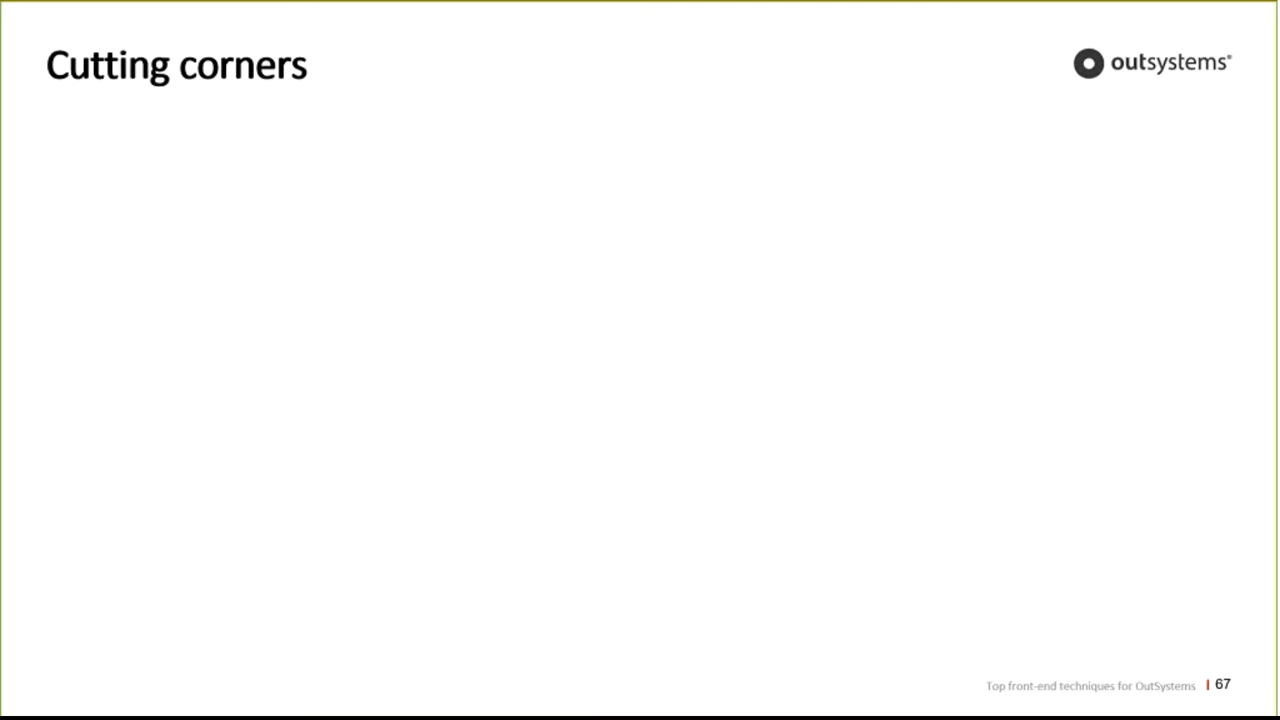 Cutting corners
outsystems®
Top front-end techniques for OutSystems | 67